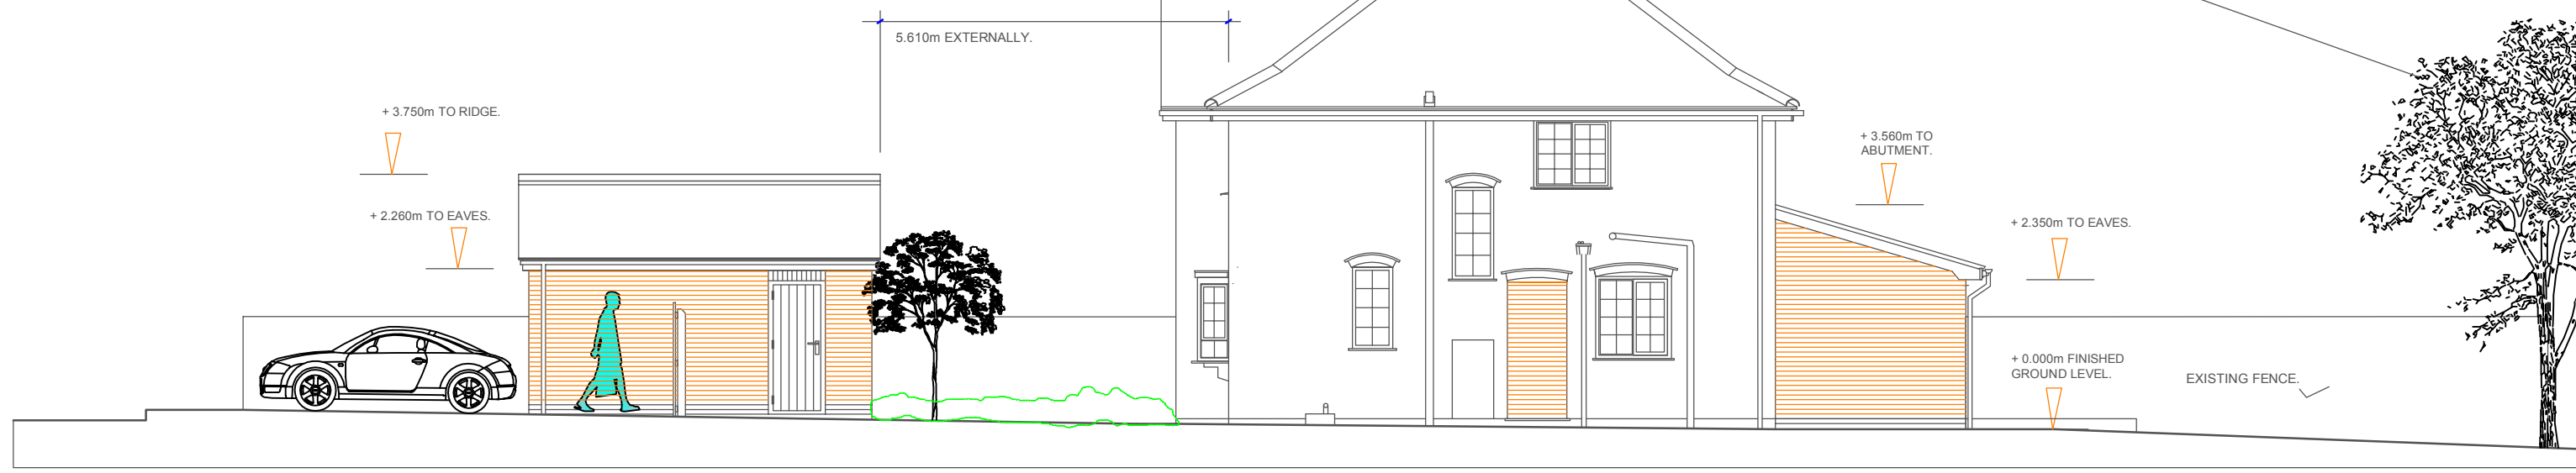 5.610m EXTERNALLY.
+ 3.750m TO RIDGE.
+ 2.260m TO EAVES.
+ 3.560m TO
ABUTMENT.
+ 2.350m TO EAVES.
+ 0.000m FINISHED
GROUND LEVEL.
EXISTING FENCE.